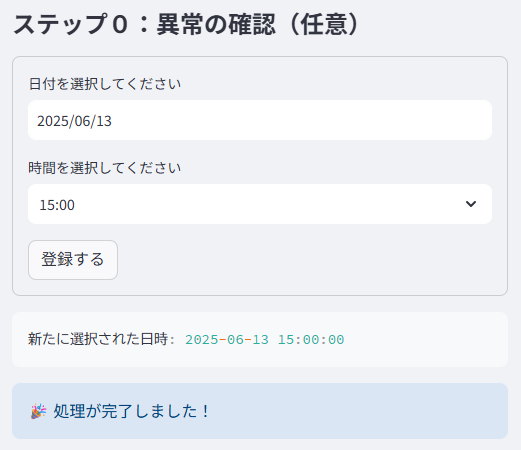 ステップ０：異常の確認（任意）
日付を選択してください
2025/06/13
時間を選択してください
15:00
登録する
新たに選択された日時: 2025-06-13 15:00:00
🎉 処理が完了しました！